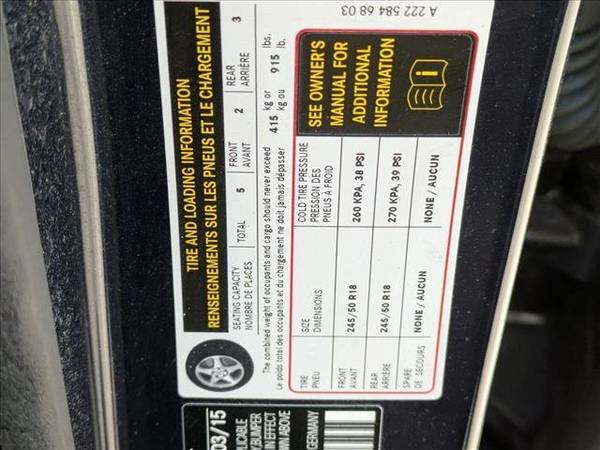 TIRE AND LOADING INFORMATION
RENSEIGNEMENTS SUR LES PNEUS ET LE CHARGEMENT
SEATING CAPACITY TOTAL 5 FRONT 2 REAR 3
NOMBRE DE PLACES AVANT ARRIÈRE
The combined weight of occupants and cargo should never exceed 415 kg or 915 lbs.
Le poids total des occupants et du chargement ne doit jamais dépasser kg ou lb.
TIRE SIZE COLD TIRE PRESSURE
PNEU DIMENSIONS PRESSION DES PNEUS À FROID
FRONT 245/50 R18 260 KPA, 38 PSI
AVANT
REAR 245/50 R18 270 KPA, 39 PSI
ARRIÈRE
SPARE NONE / AUCUN NONE / AUCUN
DE SECOURS
SEE OWNER'S
MANUAL FOR
ADDITIONAL
INFORMATION
A 222 584 68 03
03/15
BUMPER
IN EFFECT
ABOVE
GERMANY